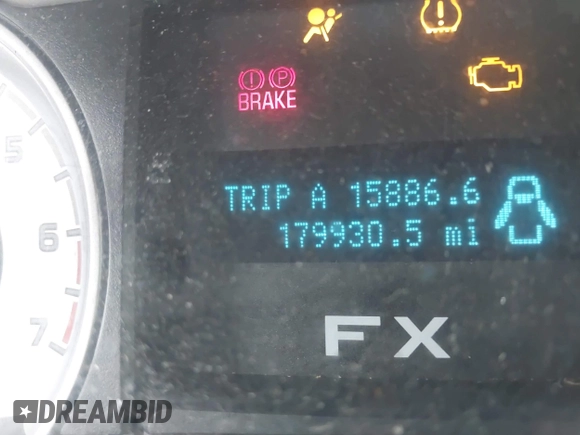 P
BRAKE
5
6
7
TRIP A 15886.6
179930.5 mi
FX
DREAMBID